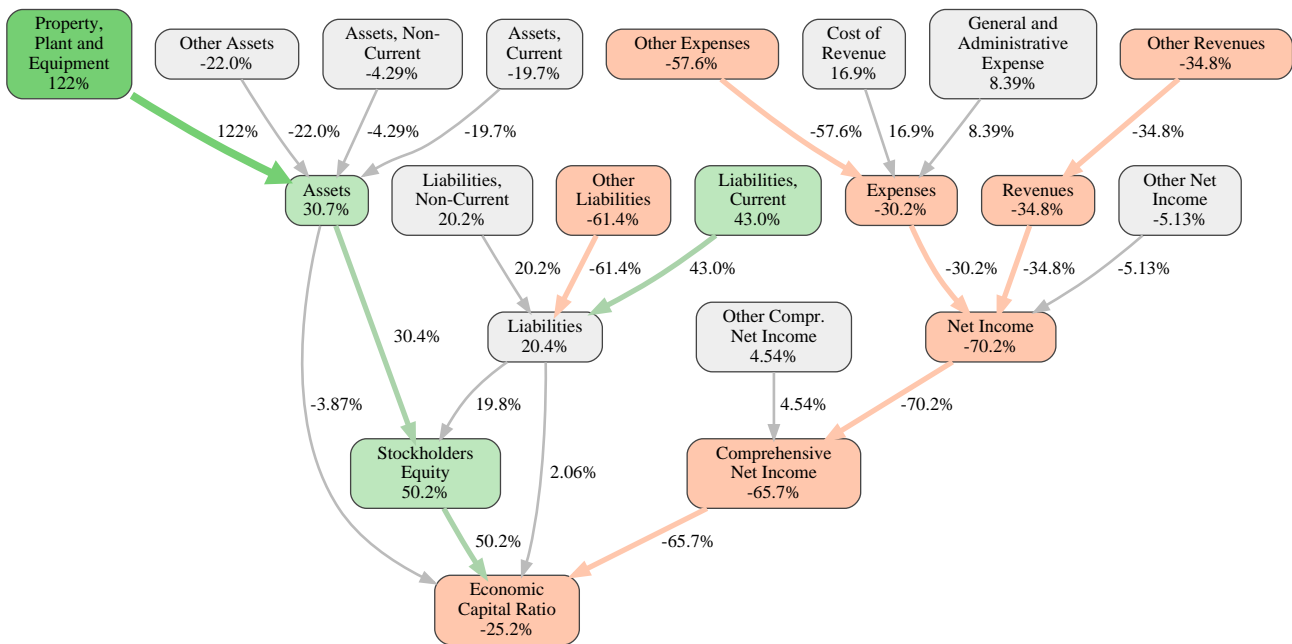 Property,
Plant and
Equipment
122%
Other Assets
-22.0%
Assets, Non-
Current
-4.29%
Assets,
Current
-19.7%
Other Expenses
-57.6%
Cost of
Revenue
16.9%
General and
Administrative
Expense
8.39%
Other Revenues
-34.8%
122%
-22.0%
-4.29%
-19.7%
-57.6%
16.9%
8.39%
-34.8%
Assets
30.7%
Liabilities,
Non-Current
20.2%
Other
Liabilities
-61.4%
Liabilities,
Current
43.0%
Expenses
-30.2%
Revenues
-34.8%
Other Net
Income
-5.13%
20.2%
-61.4%
43.0%
-30.2%
-34.8%
-5.13%
30.4%
Liabilities
20.4%
Other Compr.
Net Income
4.54%
Net Income
-70.2%
-3.87%
19.8%
4.54%
-70.2%
Stockholders
Equity
50.2%
2.06%
Comprehensive
Net Income
-65.7%
50.2%
-65.7%
Economic
Capital Ratio
-25.2%